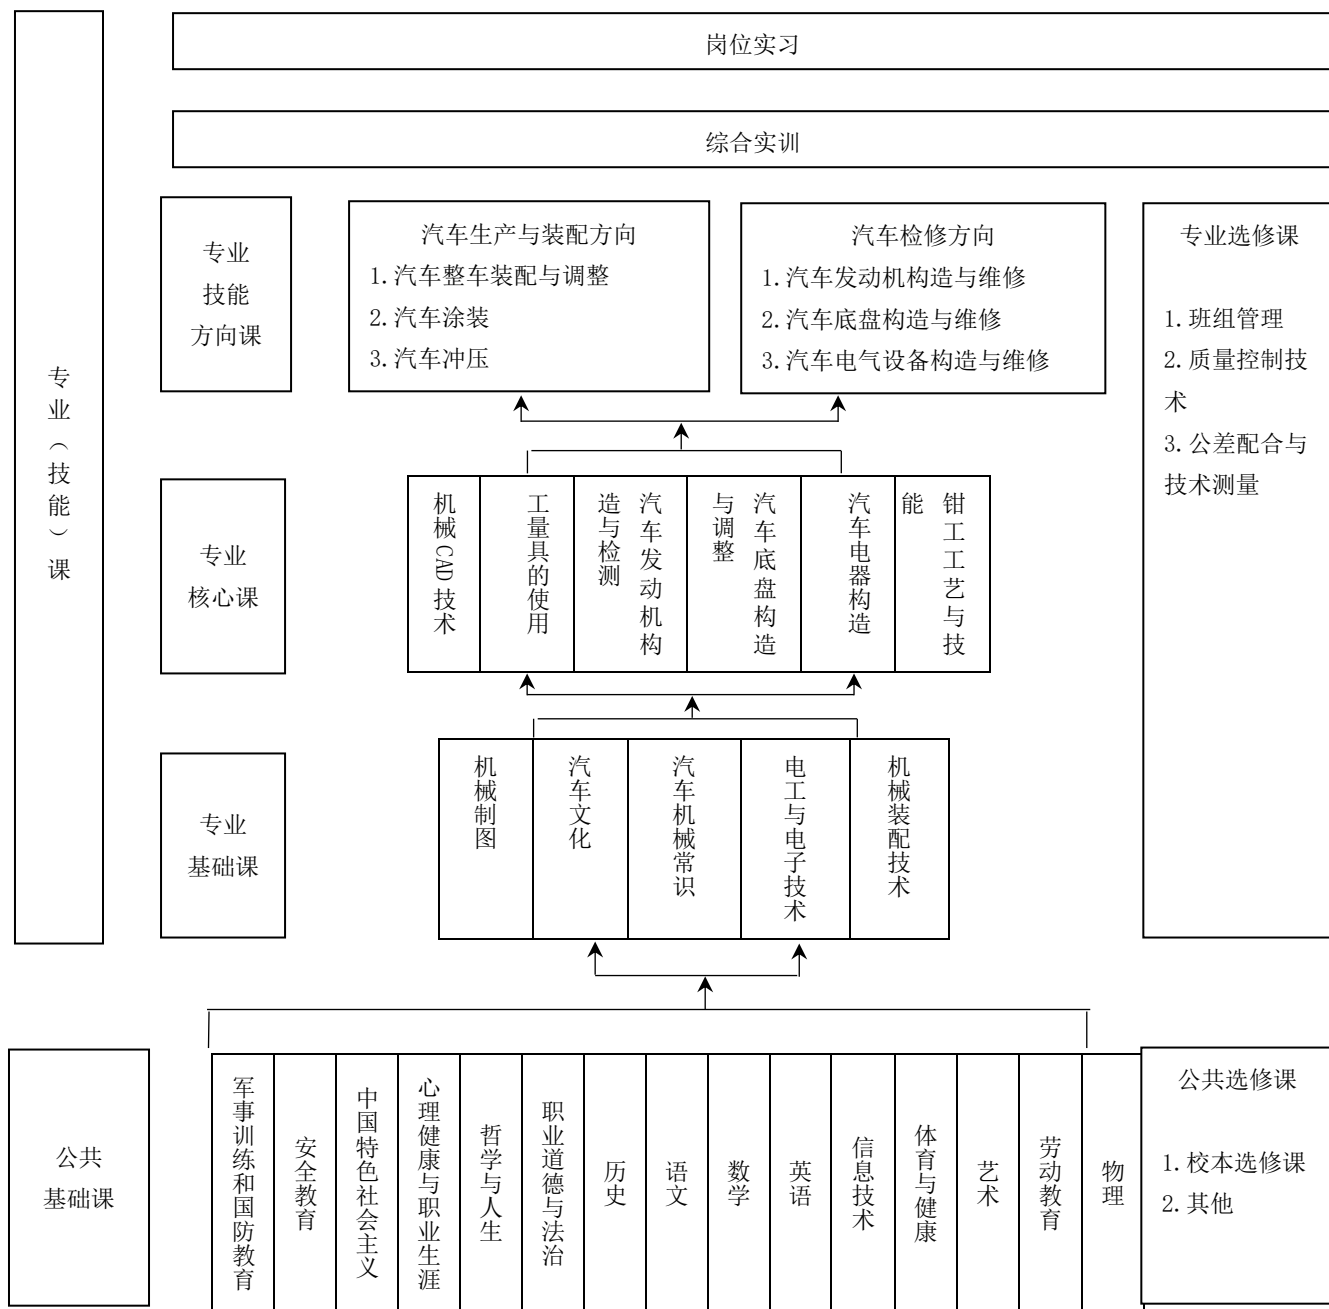 岗位实习
综合实训
专业（技能）课
专业
技能
方向课
汽车生产与装配方向
1.汽车整车装配与调整
2.汽车涂装
3.汽车冲压
汽车检修方向
1.汽车发动机构造与维修
2.汽车底盘构造与维修
3.汽车电气设备构造与维修
专业选修课
1.班组管理
2.质量控制技
术
3.公差配合与
技术测量
专业
核心课
机械CAD技术
工量具的使用
汽车发动机构
造与检测
汽车底盘构造
与调整
汽车电器构造
钳工工艺与技
能
专业
基础课
机械制图
汽车文化
汽车机械常识
电工与电子技术
机械装配技术
公共
基础课
军事训练和国防教育
安全教育
中国特色社会主义
心理健康与职业生涯
哲学与人生
职业道德与法治
历史
语文
数学
英语
信息技术
体育与健康
艺术
劳动教育
物理
公共选修课
1.校本选修课
2.其他